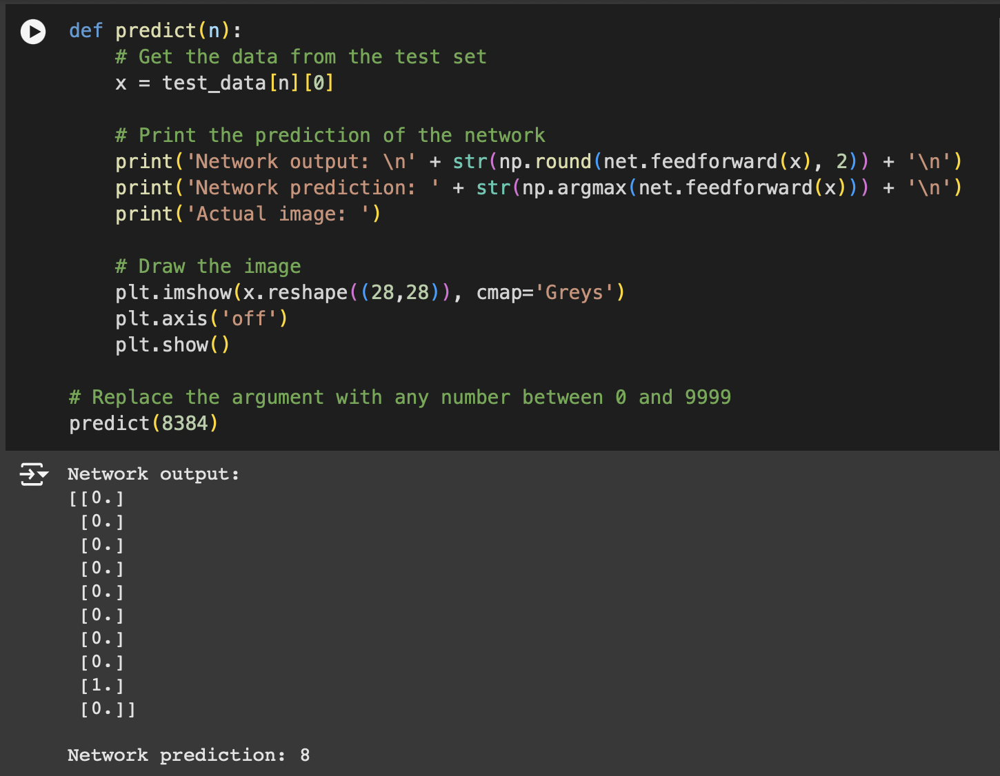 def predict(n):
    # Get the data from the test set
    x = test_data[n][0]

    # Print the prediction of the network
    print('Network output: \n' + str(np.round(net.feedforward(x), 2)) + '\n')
    print('Network prediction: ' + str(np.argmax(net.feedforward(x))) + '\n')
    print('Actual image: ')

    # Draw the image
    plt.imshow(x.reshape((28,28)), cmap='Greys')
    plt.axis('off')
    plt.show()

# Replace the argument with any number between 0 and 9999
predict(8384)
Network output:
[[0.]
 [0.]
 [0.]
 [0.]
 [0.]
 [0.]
 [0.]
 [0.]
 [1.]
 [0.]]

Network prediction: 8